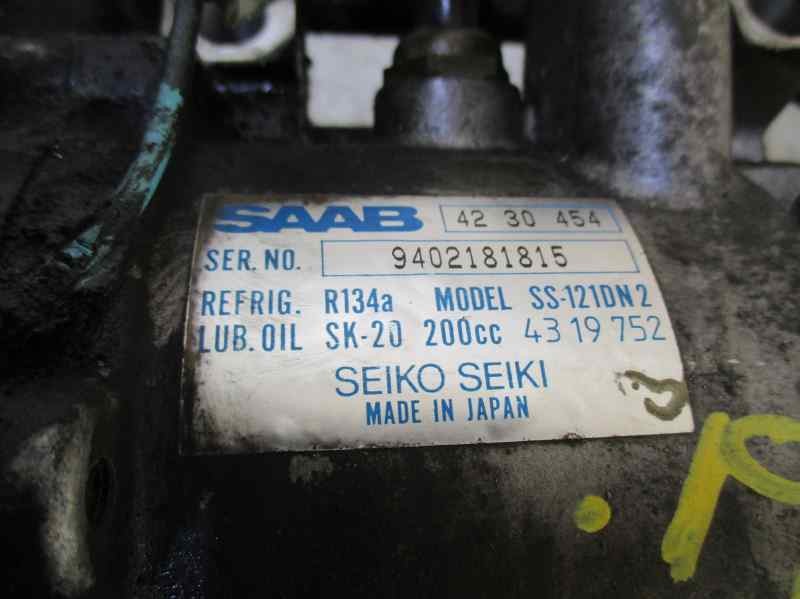 SAAB 42 30 454
SER. NO. 9402181815
REFRIG. R134a MODEL SS-121DN2
LUB. OIL SK-20 200cc 43 19 752
SEIKO SEIKI
MADE IN JAPAN